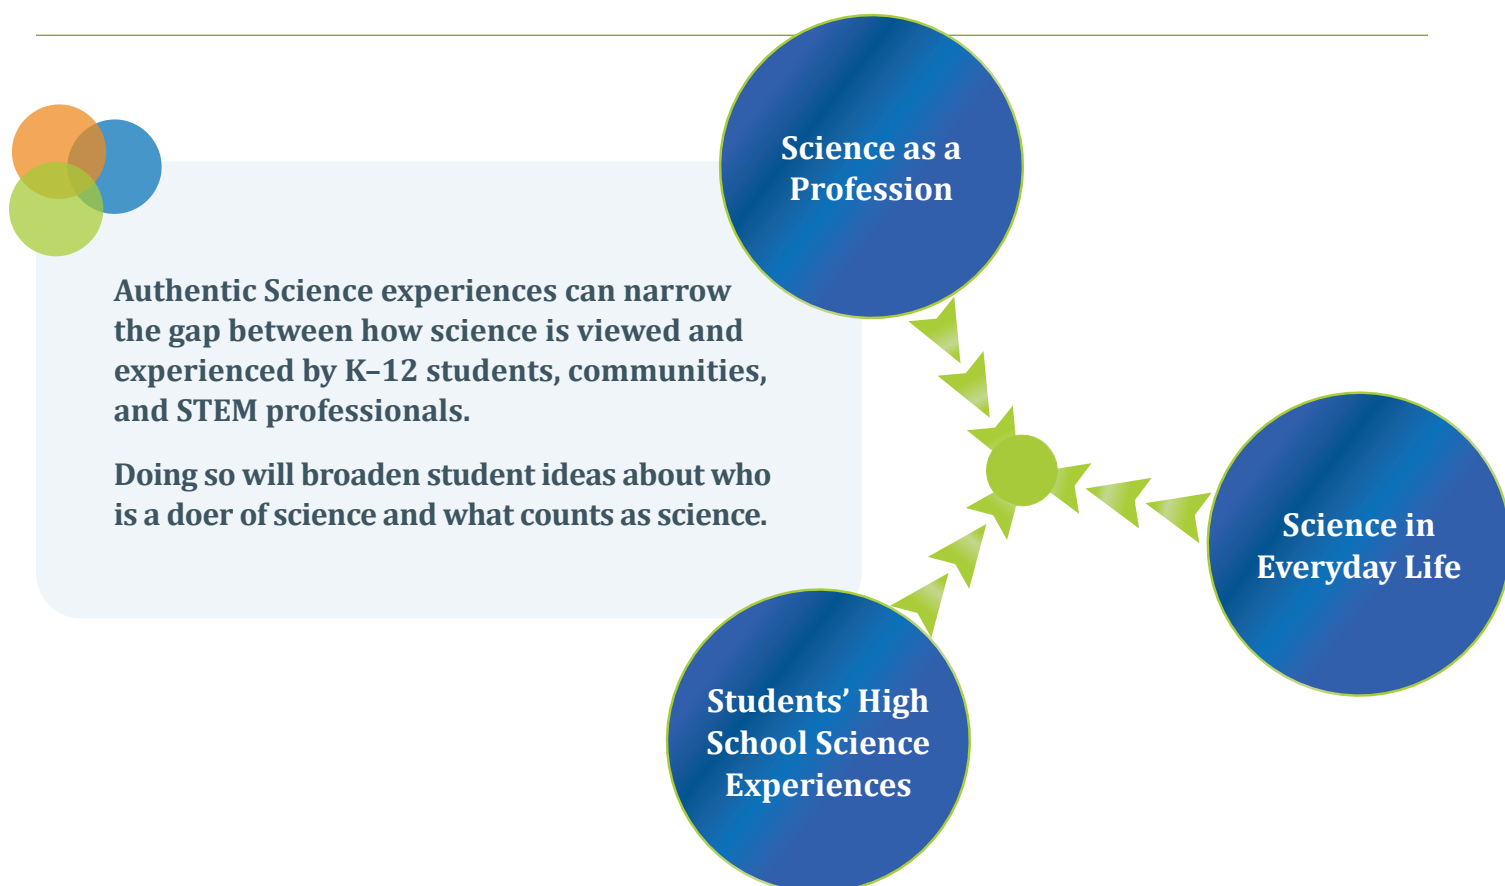 Science as a
Profession
Authentic Science experiences can narrow
the gap between how science is viewed and
experienced by K–12 students, communities,
and STEM professionals.
Doing so will broaden student ideas about who
is a doer of science and what counts as science.
Science in
Everyday Life
Students’ High
School Science
Experiences